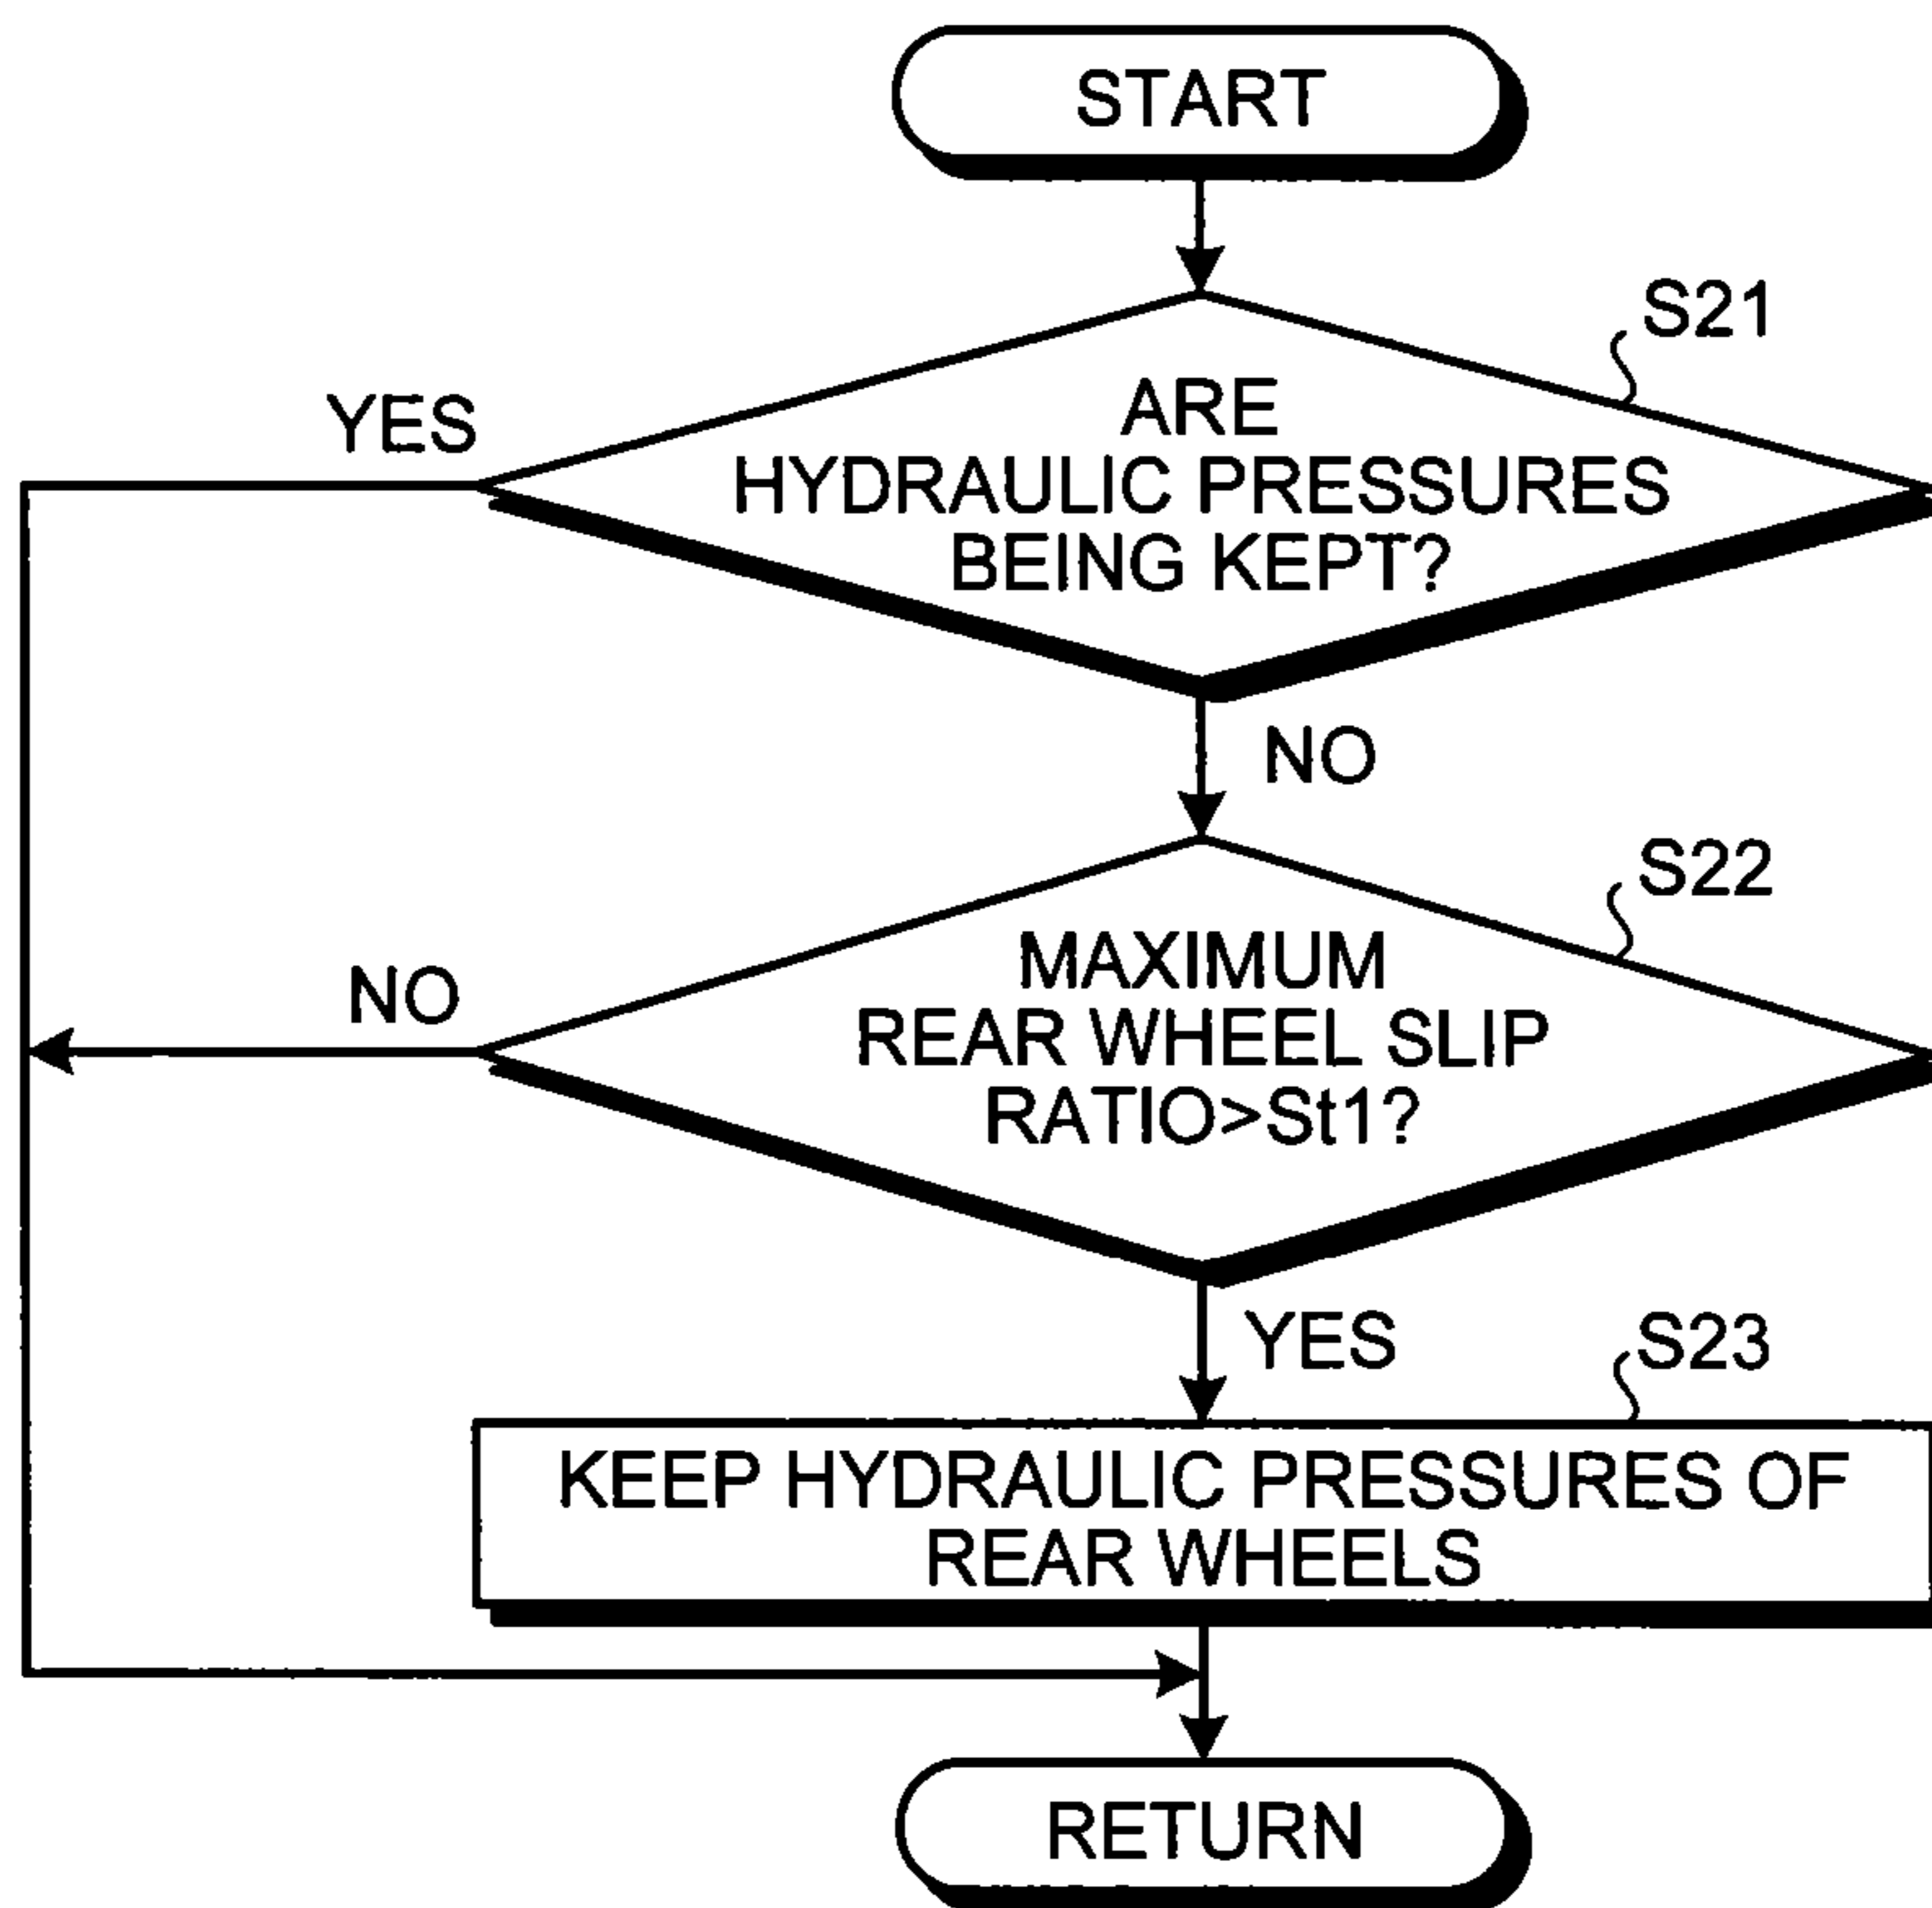 START
S21
YES
ARE
HYDRAULIC PRESSURES
BEING KEPT?
NO
S22
NO
MAXIMUM
REAR WHEEL SLIP
RATIO>St1?
YES
S23
KEEP HYDRAULIC PRESSURES OF
REAR WHEELS
RETURN